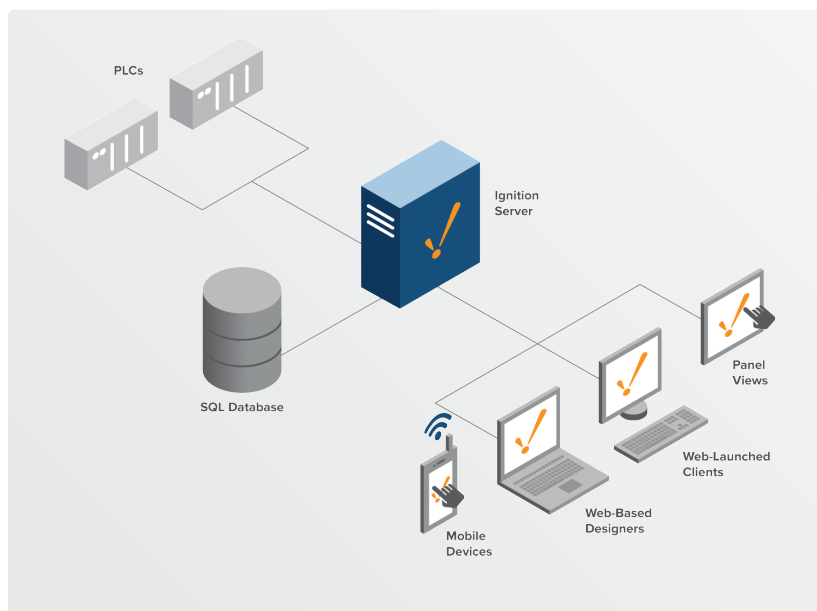 PLCs
Ignition
Server
SQL Database
Panel
Views
Web-Launched
Clients
Web-Based
Designers
Mobile
Devices